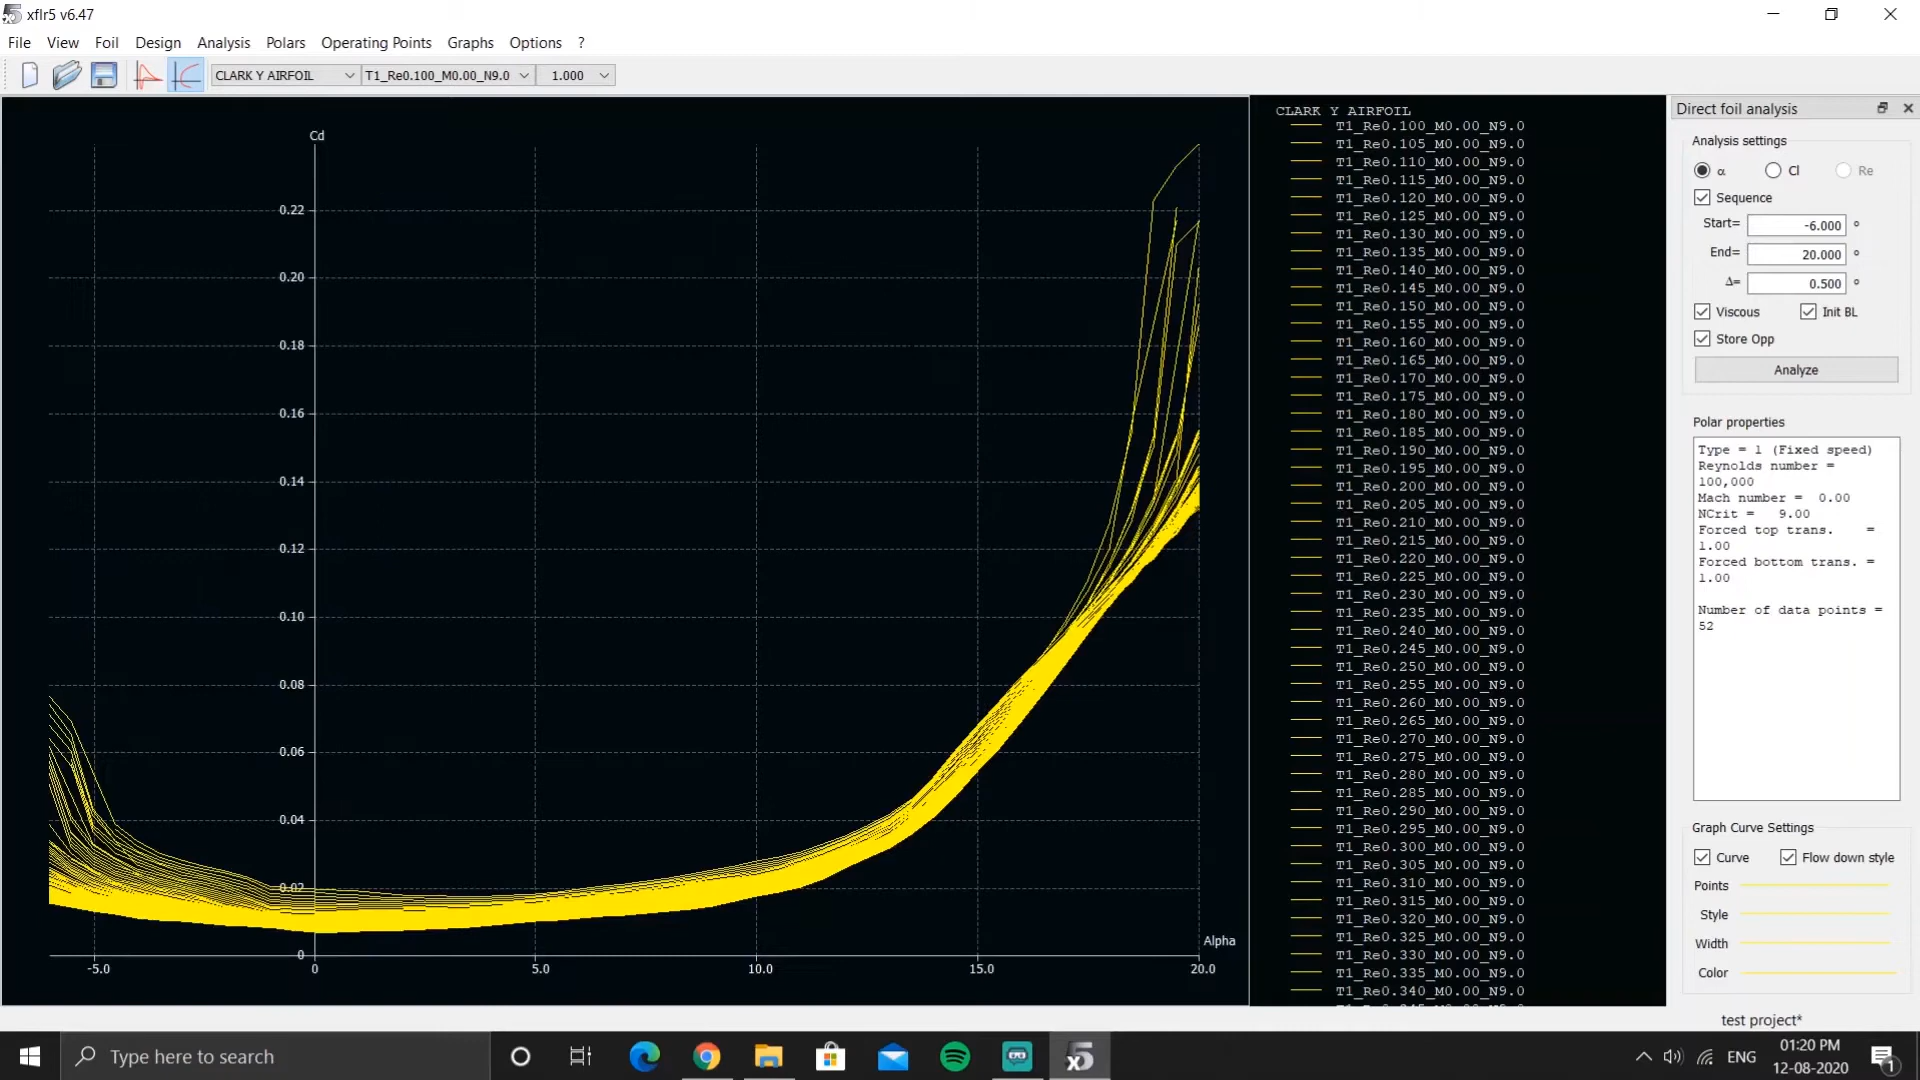 xflr5 v6.47
File View Foil Design Analysis Polars Operating Points Graphs Options ?
CLARK Y AIRFOIL T1_Re0.100_M0.00_N9.0 1.000
Cd
0.22
0.20
0.18
0.16
0.14
0.12
0.10
0.08
0.06
0.04
0.02
0
Alpha
-5.0 0 5.0 10.0 15.0 20.0
CLARK Y AIRFOIL
T1_Re0.100_M0.00_N9.0
T1_Re0.105_M0.00_N9.0
T1_Re0.110_M0.00_N9.0
T1_Re0.115_M0.00_N9.0
T1_Re0.120_M0.00_N9.0
T1_Re0.125_M0.00_N9.0
T1_Re0.130_M0.00_N9.0
T1_Re0.135_M0.00_N9.0
T1_Re0.140_M0.00_N9.0
T1_Re0.145_M0.00_N9.0
T1_Re0.150_M0.00_N9.0
T1_Re0.155_M0.00_N9.0
T1_Re0.160_M0.00_N9.0
T1_Re0.165_M0.00_N9.0
T1_Re0.170_M0.00_N9.0
T1_Re0.175_M0.00_N9.0
T1_Re0.180_M0.00_N9.0
T1_Re0.185_M0.00_N9.0
T1_Re0.190_M0.00_N9.0
T1_Re0.195_M0.00_N9.0
T1_Re0.200_M0.00_N9.0
T1_Re0.205_M0.00_N9.0
T1_Re0.210_M0.00_N9.0
T1_Re0.215_M0.00_N9.0
T1_Re0.220_M0.00_N9.0
T1_Re0.225_M0.00_N9.0
T1_Re0.230_M0.00_N9.0
T1_Re0.235_M0.00_N9.0
T1_Re0.240_M0.00_N9.0
T1_Re0.245_M0.00_N9.0
T1_Re0.250_M0.00_N9.0
T1_Re0.255_M0.00_N9.0
T1_Re0.260_M0.00_N9.0
T1_Re0.265_M0.00_N9.0
T1_Re0.270_M0.00_N9.0
T1_Re0.275_M0.00_N9.0
T1_Re0.280_M0.00_N9.0
T1_Re0.285_M0.00_N9.0
T1_Re0.290_M0.00_N9.0
T1_Re0.295_M0.00_N9.0
T1_Re0.300_M0.00_N9.0
T1_Re0.305_M0.00_N9.0
T1_Re0.310_M0.00_N9.0
T1_Re0.315_M0.00_N9.0
T1_Re0.320_M0.00_N9.0
T1_Re0.325_M0.00_N9.0
T1_Re0.330_M0.00_N9.0
T1_Re0.335_M0.00_N9.0
T1_Re0.340_M0.00_N9.0
Direct foil analysis
Analysis settings
α Cl Re
Sequence
Start= -6.000 °
End= 20.000 °
Δ= 0.500 °
Viscous Init BL
Store Opp
Analyze
Polar properties
Type = 1 (Fixed speed)
Reynolds number =
100,000
Mach number = 0.00
NCrit = 9.00
Forced top trans. =
1.00
Forced bottom trans. =
1.00
Number of data points =
52
Graph Curve Settings
Curve Flow down style
Points
Style
Width
Color
test project*
Type here to search
ENG
01:20 PM
12-08-2020
1